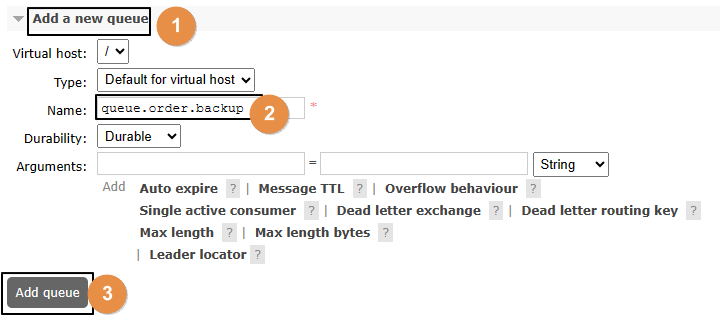 Add a new queue 1
Virtual host: /
Type: Default for virtual host
Name: queue.order.backup 2 *
Durability: Durable
Arguments: = String
Add Auto expire ? | Message TTL ? | Overflow behaviour ?
Single active consumer ? | Dead letter exchange ? | Dead letter routing key ?
Max length ? | Max length bytes ?
| Leader locator ?
Add queue 3